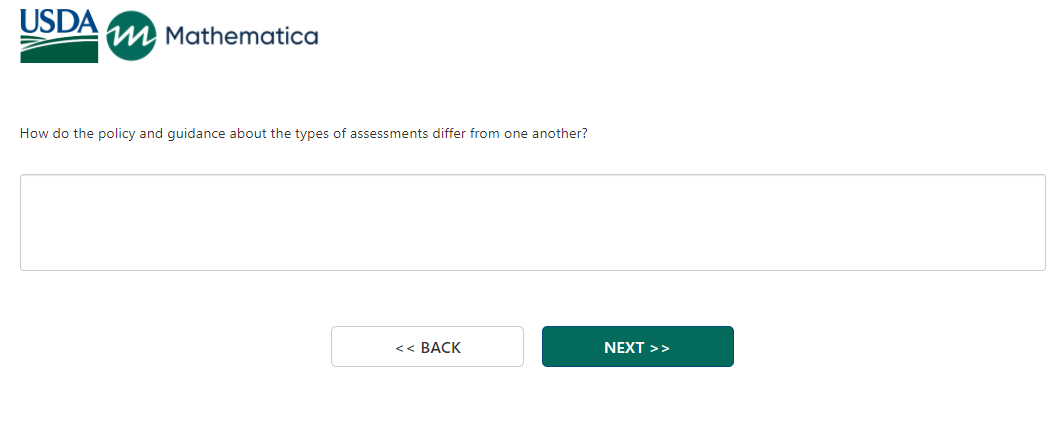 USDA Mathematica
How do the policy and guidance about the types of assessments differ from one another?
<< BACK NEXT >>